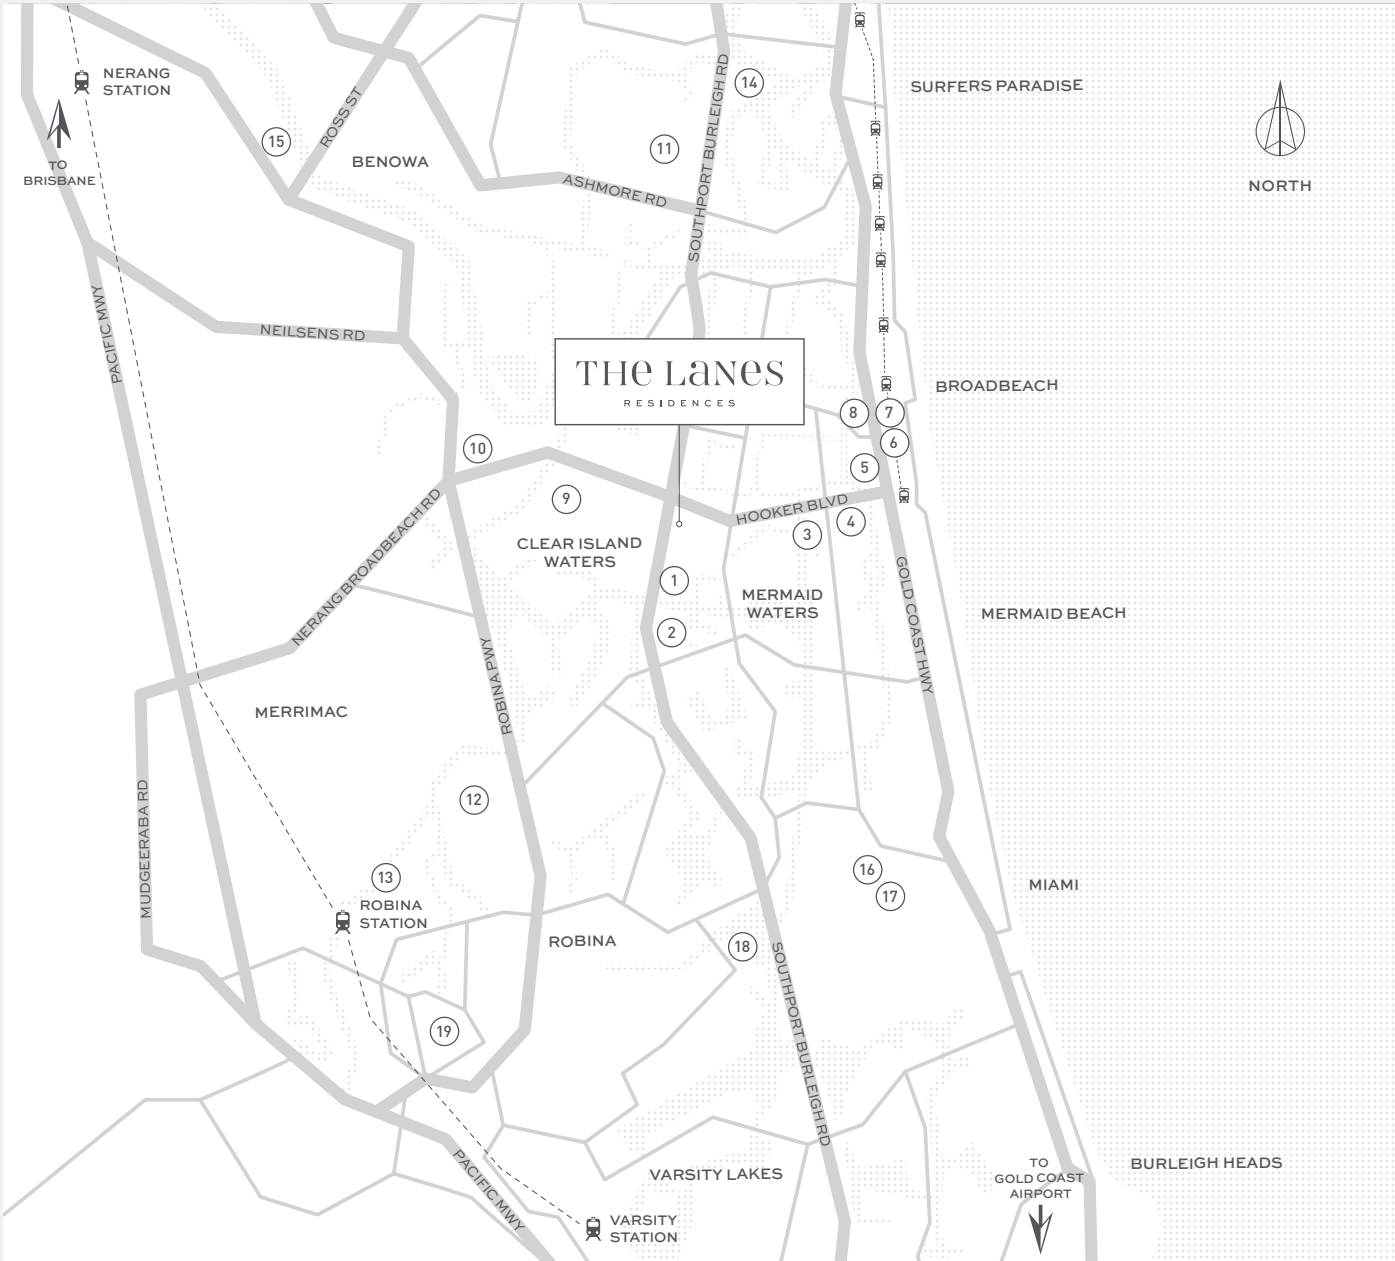 NERANG
STATION
TO
BRISBANE
15
ROSS ST
BENOWA
11
14
SOUTHPORT BURLEIGH RD
ASHMORE RD
SURFERS PARADISE
NORTH
PACIFIC MWY
NEILSENS RD
THE LANES
RESIDENCES
BROADBEACH
8
7
6
5
10
9
HOOKER BLVD
4
3
NERANG BROADBEACH RD
CLEAR ISLAND
WATERS
1
2
MERMAID
WATERS
GOLD COAST HWY
MERMAID BEACH
ROBINA PWY
MERRIMAC
MUDGEERABA RD
12
13
ROBINA
STATION
ROBINA
16
17
MIAMI
18
SOUTHPORT BURLEIGH RD
19
PACIFIC MWY
VARSITY LAKES
VARSITY
STATION
TO
GOLD COAST
AIRPORT
BURLEIGH HEADS